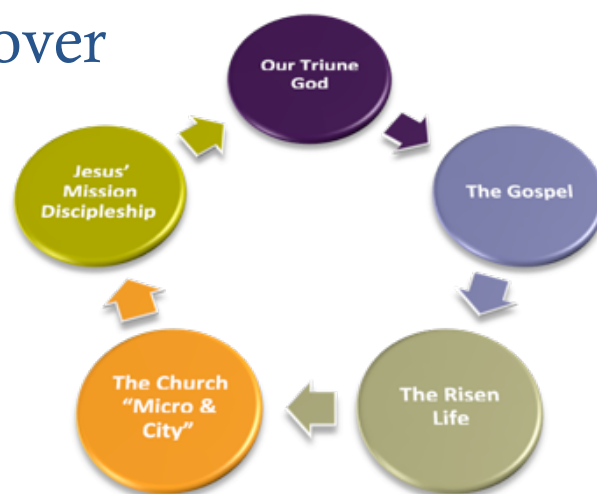 over
Our Triune
God
The Gospel
The Risen
Life
The Church
“Micro &
City”
Jesus’
Mission
Discipleship